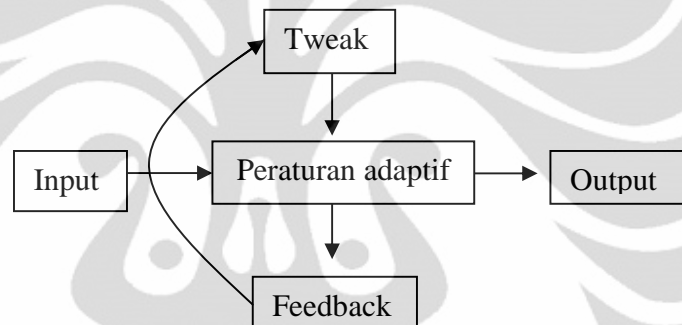 Tweak
Input
Peraturan adaptif
Output
Feedback